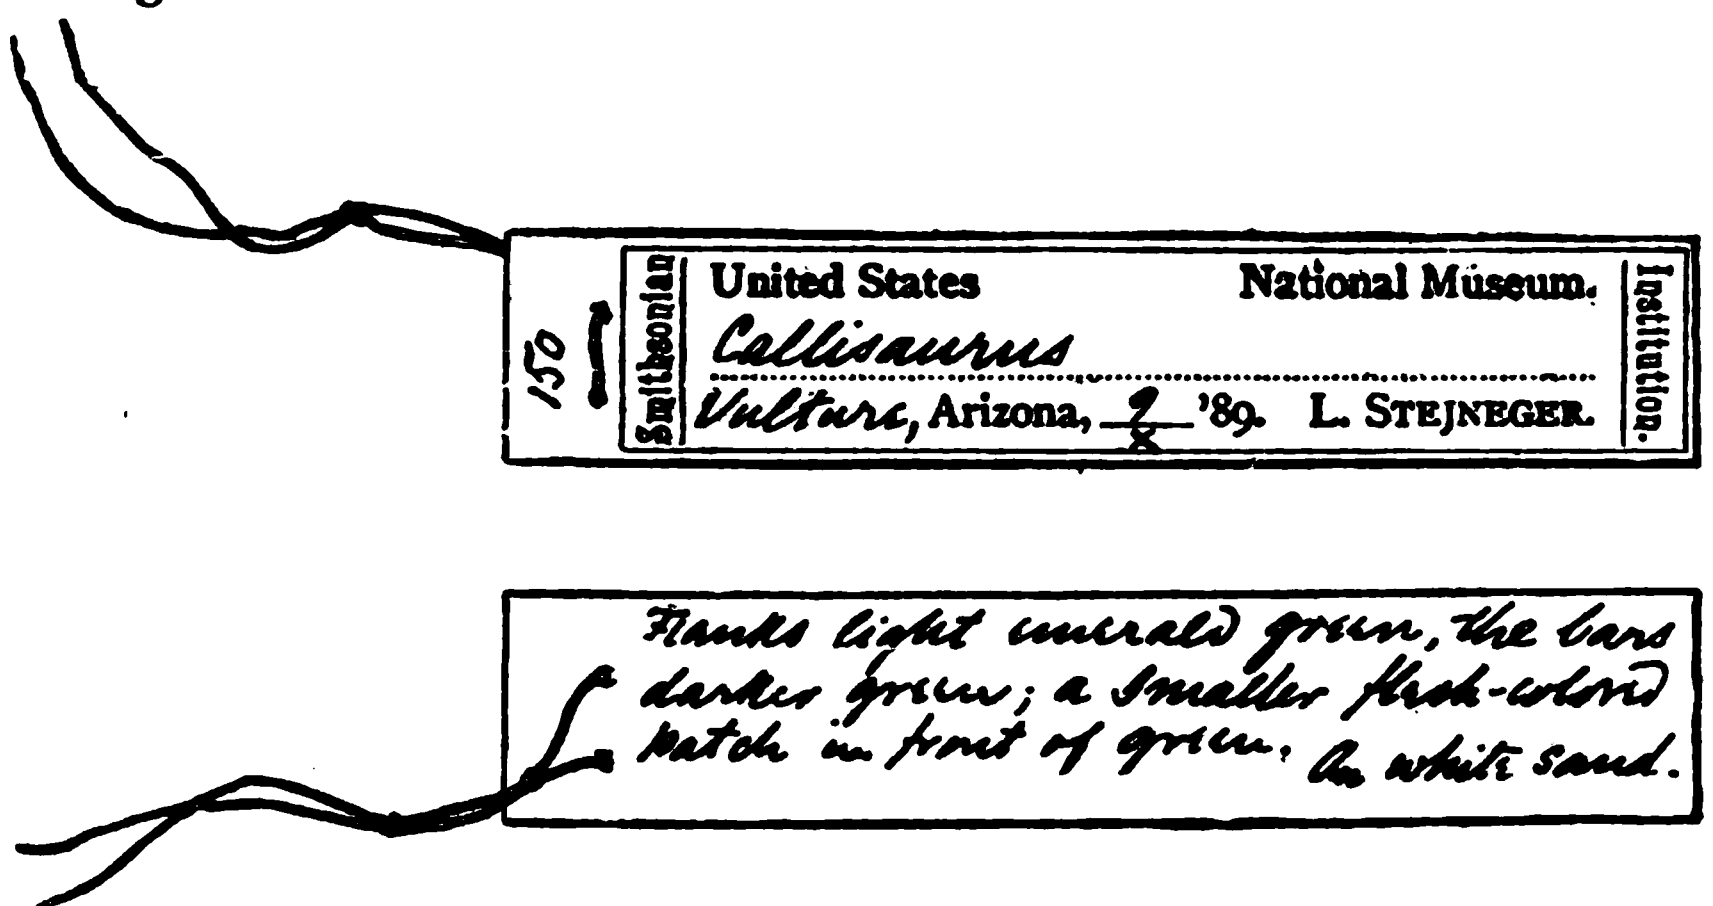 150
Smithsonian
United States National Museum.
Callisaurus
Vulture, Arizona, 9/X '89. L. STEJNEGER.
Institution.
Flanks light emerald green, the bars
darker green; a smaller flesh-colored
patch in front of green. On white sand.